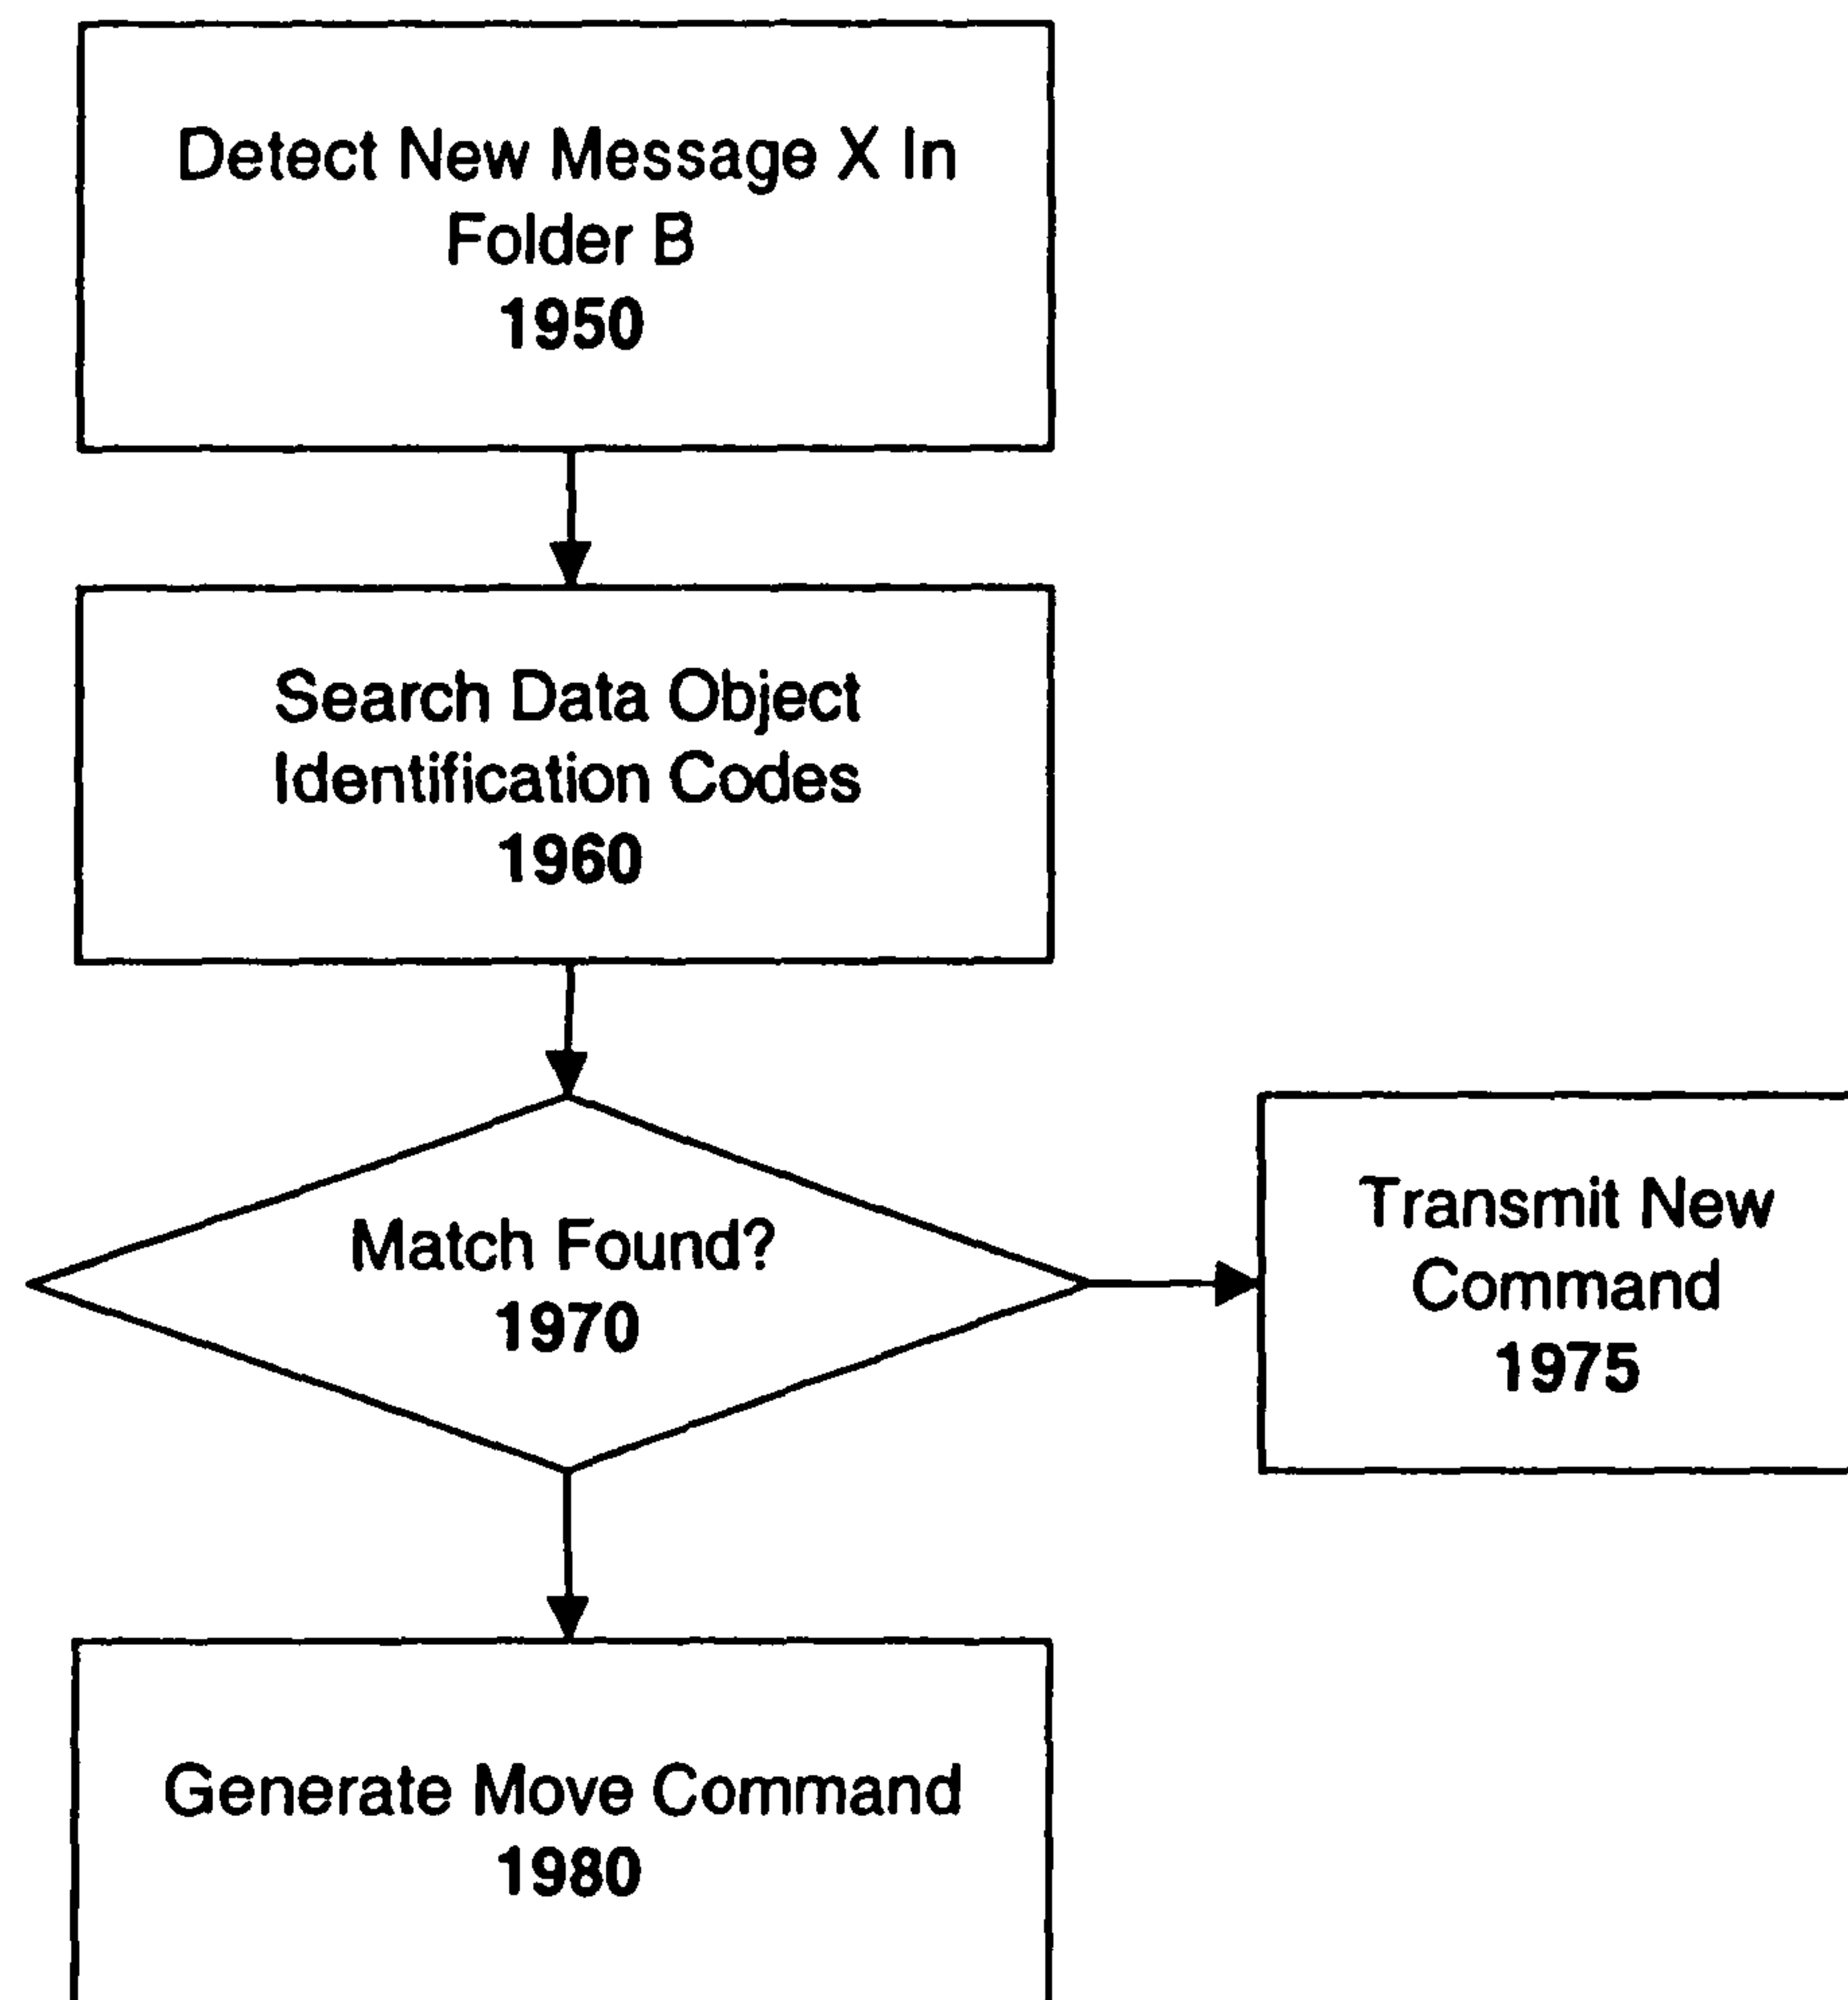 Detect New Message X In
Folder B
1950
Search Data Object
Identification Codes
1960
Match Found?
1970
Transmit New
Command
1975
Generate Move Command
1980